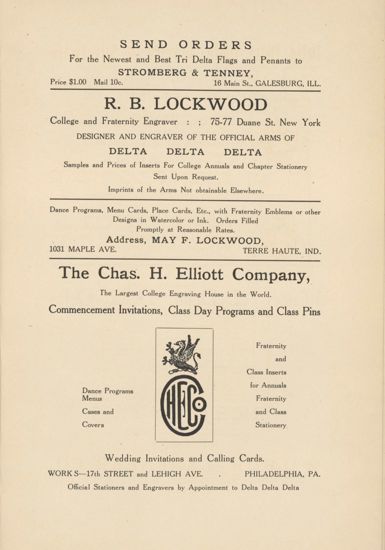 SEND ORDERS
For the Newest and Best Tri Delta Flags and Penants to
STROMBERG & TENNEY,
Price $1.00 Mail 10c. 16 Main St., GALESBURG, ILL.
R. B. LOCKWOOD
College and Fraternity Engraver : ; 75-77 Duane St. New York
DESIGNER AND ENGRAVER OF THE OFFICIAL ARMS OF
DELTA DELTA DELTA
Samples and Prices of Inserts For College Annuals and Chapter Stationery
Sent Upon Request.
Imprints of the Arms Not obtainable Elsewhere.
Dance Programs, Menu Cards, Place Cards, Etc., with Fraternity Emblems or other
Designs in Watercolor or Ink. Orders Filled
Promptly at Reasonable Rates.
Address, MAY F. LOCKWOOD,
1031 MAPLE AVE. TERRE HAUTE, IND.
The Chas. H. Elliott Company,
The Largest College Engraving House in the World.
Commencement Invitations, Class Day Programs and Class Pins
Dance Programs
Menus
Cases and
Covers
CHECo
Fraternity
and
Class Inserts
for Annuals
Fraternity
and Class
Stationery
Wedding Invitations and Calling Cards.
WORKS—17th STREET and LEHIGH AVE. . PHILADELPHIA, PA.
Official Stationers and Engravers by Appointment to Delta Delta Delta